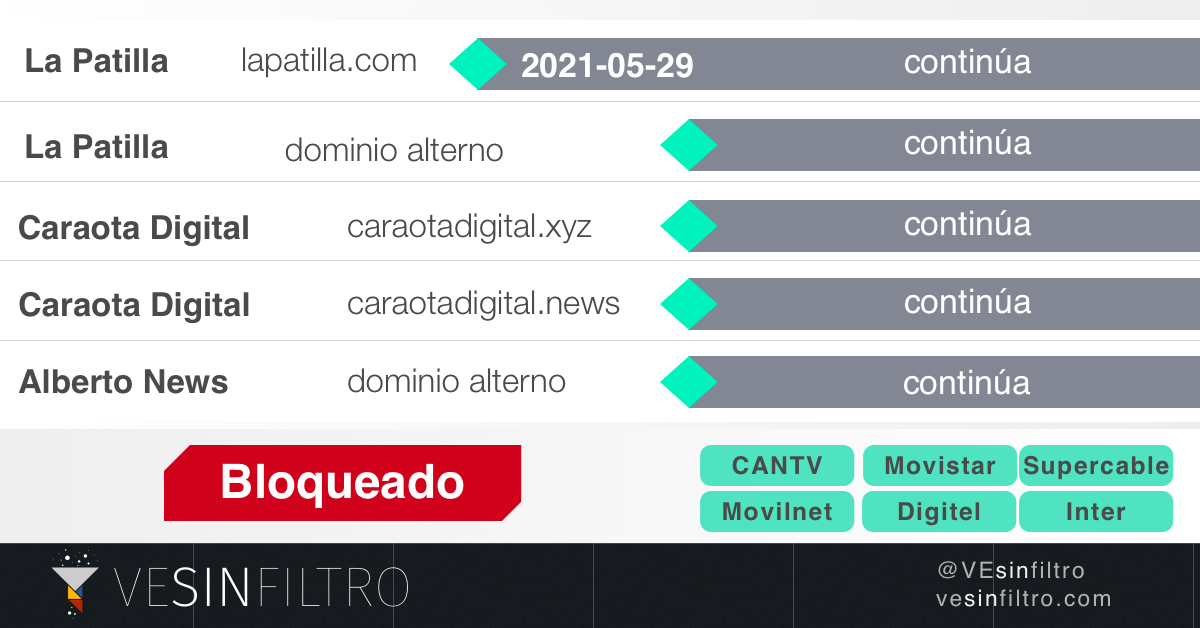 La Patilla lapatilla.com 2021-05-29 continúa
La Patilla dominio alterno continúa
Caraota Digital caraotadigital.xyz continúa
Caraota Digital caraotadigital.news continúa
Alberto News dominio alterno continúa
Bloqueado
CANTV Movistar Supercable
Movilnet Digitel Inter
VESINFILTRO
@VEsinfiltro
vesinfiltro.com